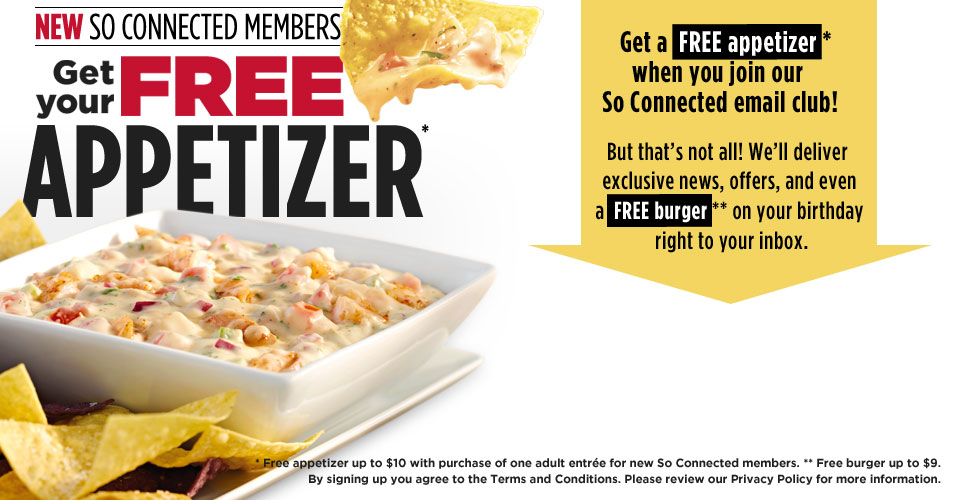 NEW SO CONNECTED MEMBERS
Get your FREE
APPETIZER*
Get a FREE appetizer*
when you join our
So Connected email club!
But that's not all! We'll deliver
exclusive news, offers, and even
a FREE burger** on your birthday
right to your inbox.
* Free appetizer up to $10 with purchase of one adult entrée for new So Connected members. ** Free burger up to $9.
By signing up you agree to the Terms and Conditions. Please review our Privacy Policy for more information.